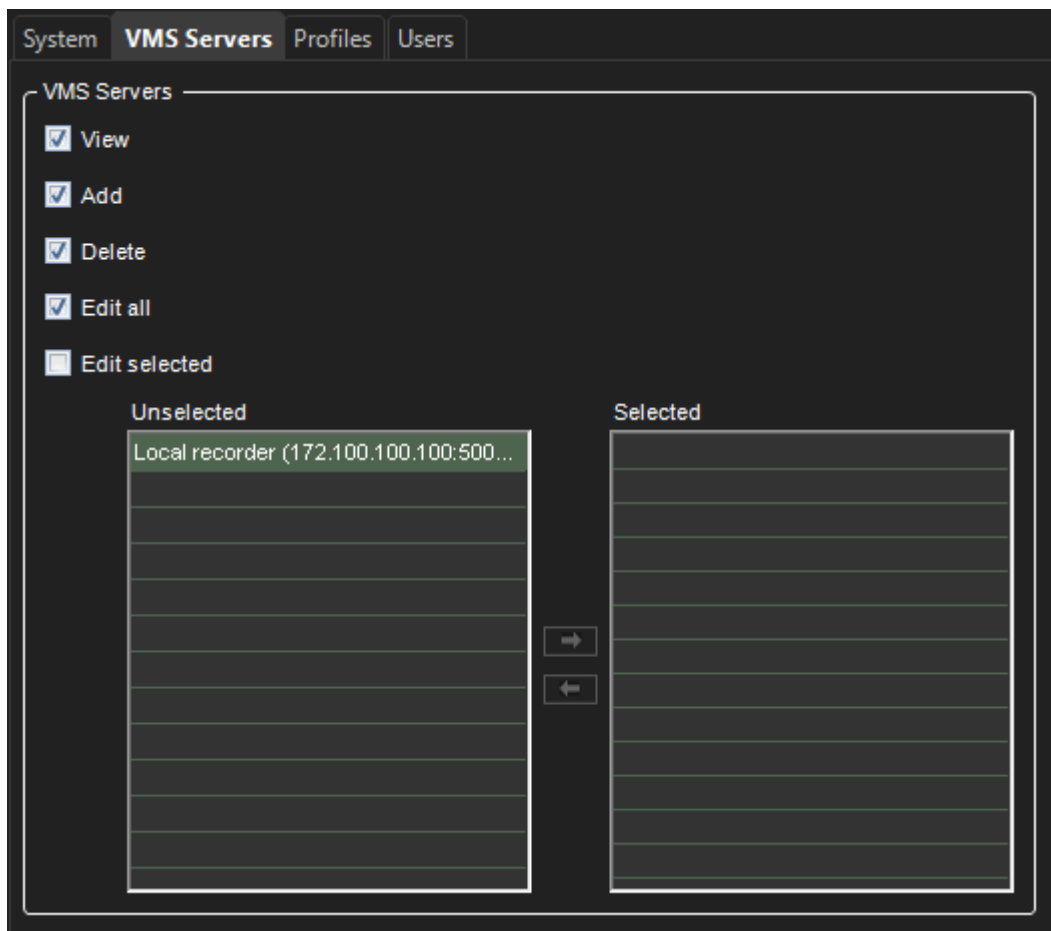 System VMS Servers Profiles Users
VMS Servers
View
Add
Delete
Edit all
Edit selected
Unselected Selected
Local recorder (172.100.100.100:500...